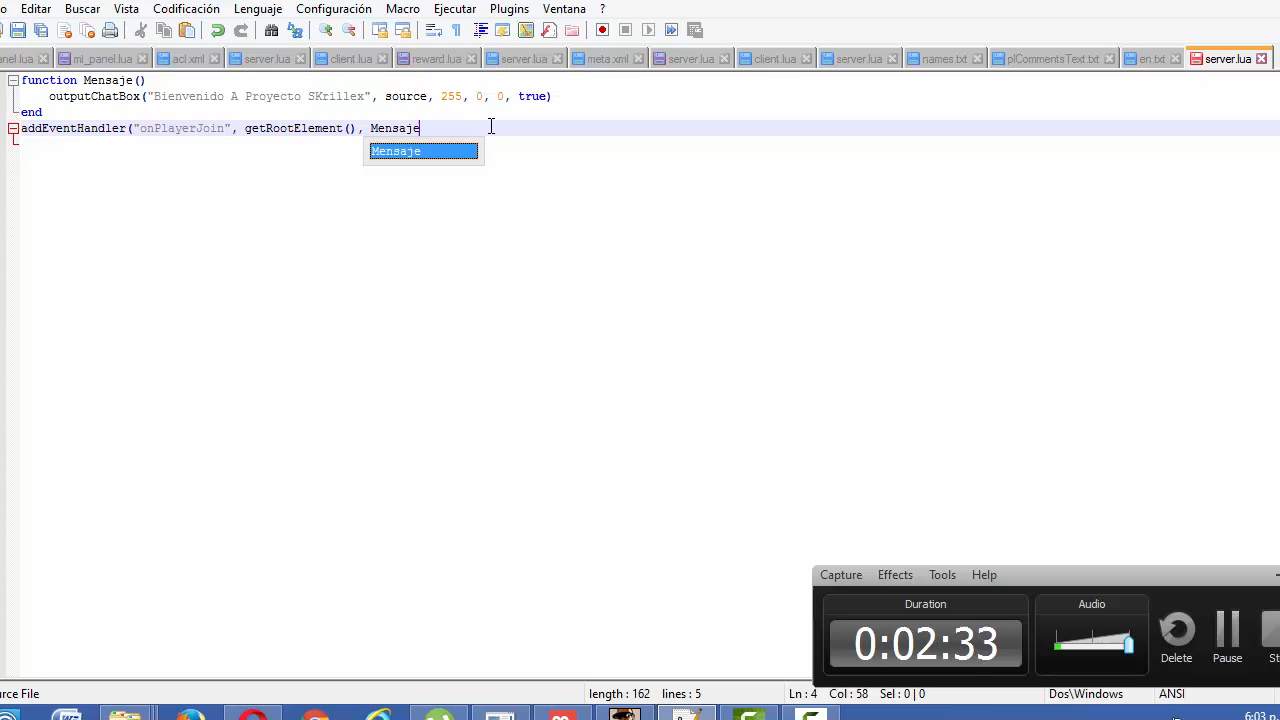 Editar Buscar Vista Codificación Lenguaje Configuración Macro Ejecutar Plugins Ventana ?
mi_panel.lua acl.xml server.lua client.lua reward.lua server.lua meta.xml server.lua client.lua server.lua names.txt plCommentsText.txt en.txt server.lua
function Mensaje()
outputChatBox("Bienvenido A Proyecto SKrillex", source, 255, 0, 0, true)
end
addEventHandler("onPlayerJoin", getRootElement(), Mensaje
Mensaje
Capture Effects Tools Help
Duration Audio
0:02:33
Delete Pause
length : 162 lines : 5 Ln : 4 Col : 58 Sel : 0 | 0 Dos\Windows ANSI
6:03